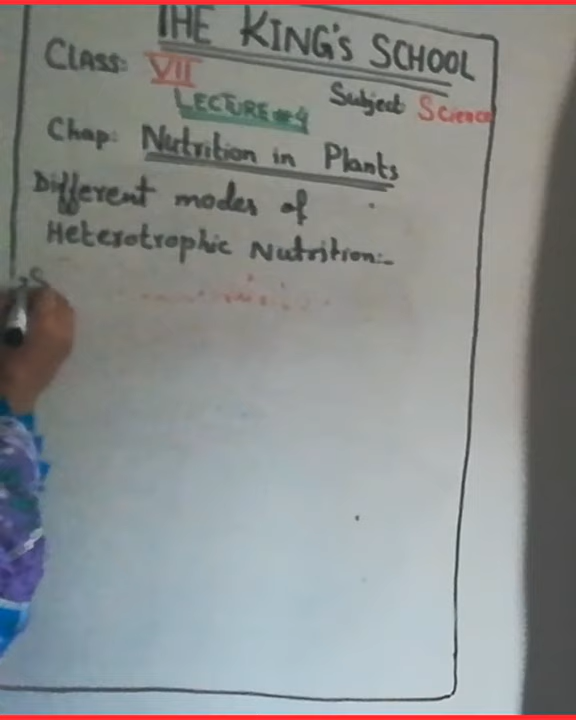 THE KING'S SCHOOL
CLASS: VII
Subject: Science
LECTURE #4
Chap: Nutrition in Plants
Different modes of
Heterotrophic Nutrition:-